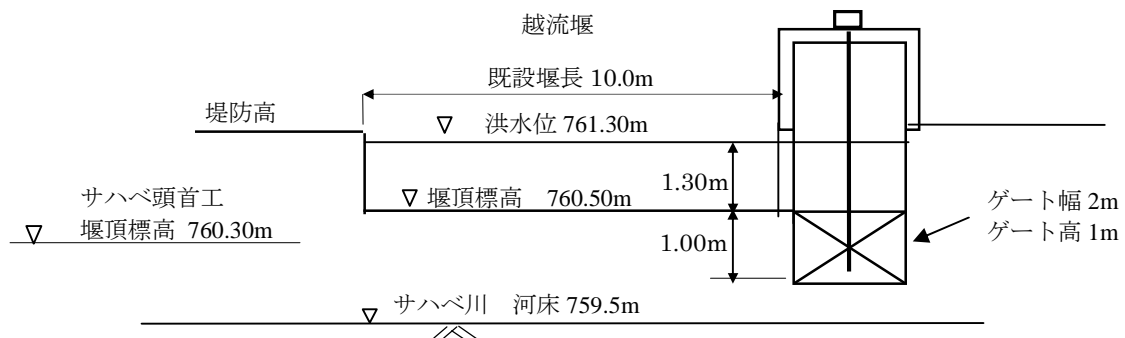 越流堰
既設堰長 10.0m
堤防高
洪水位 761.30m
1.30m
サハベ頭首工
堰頂標高 760.50m
ゲート幅 2m
堰頂標高 760.30m
ゲート高 1m
1.00m
サハベ川 河床 759.5m